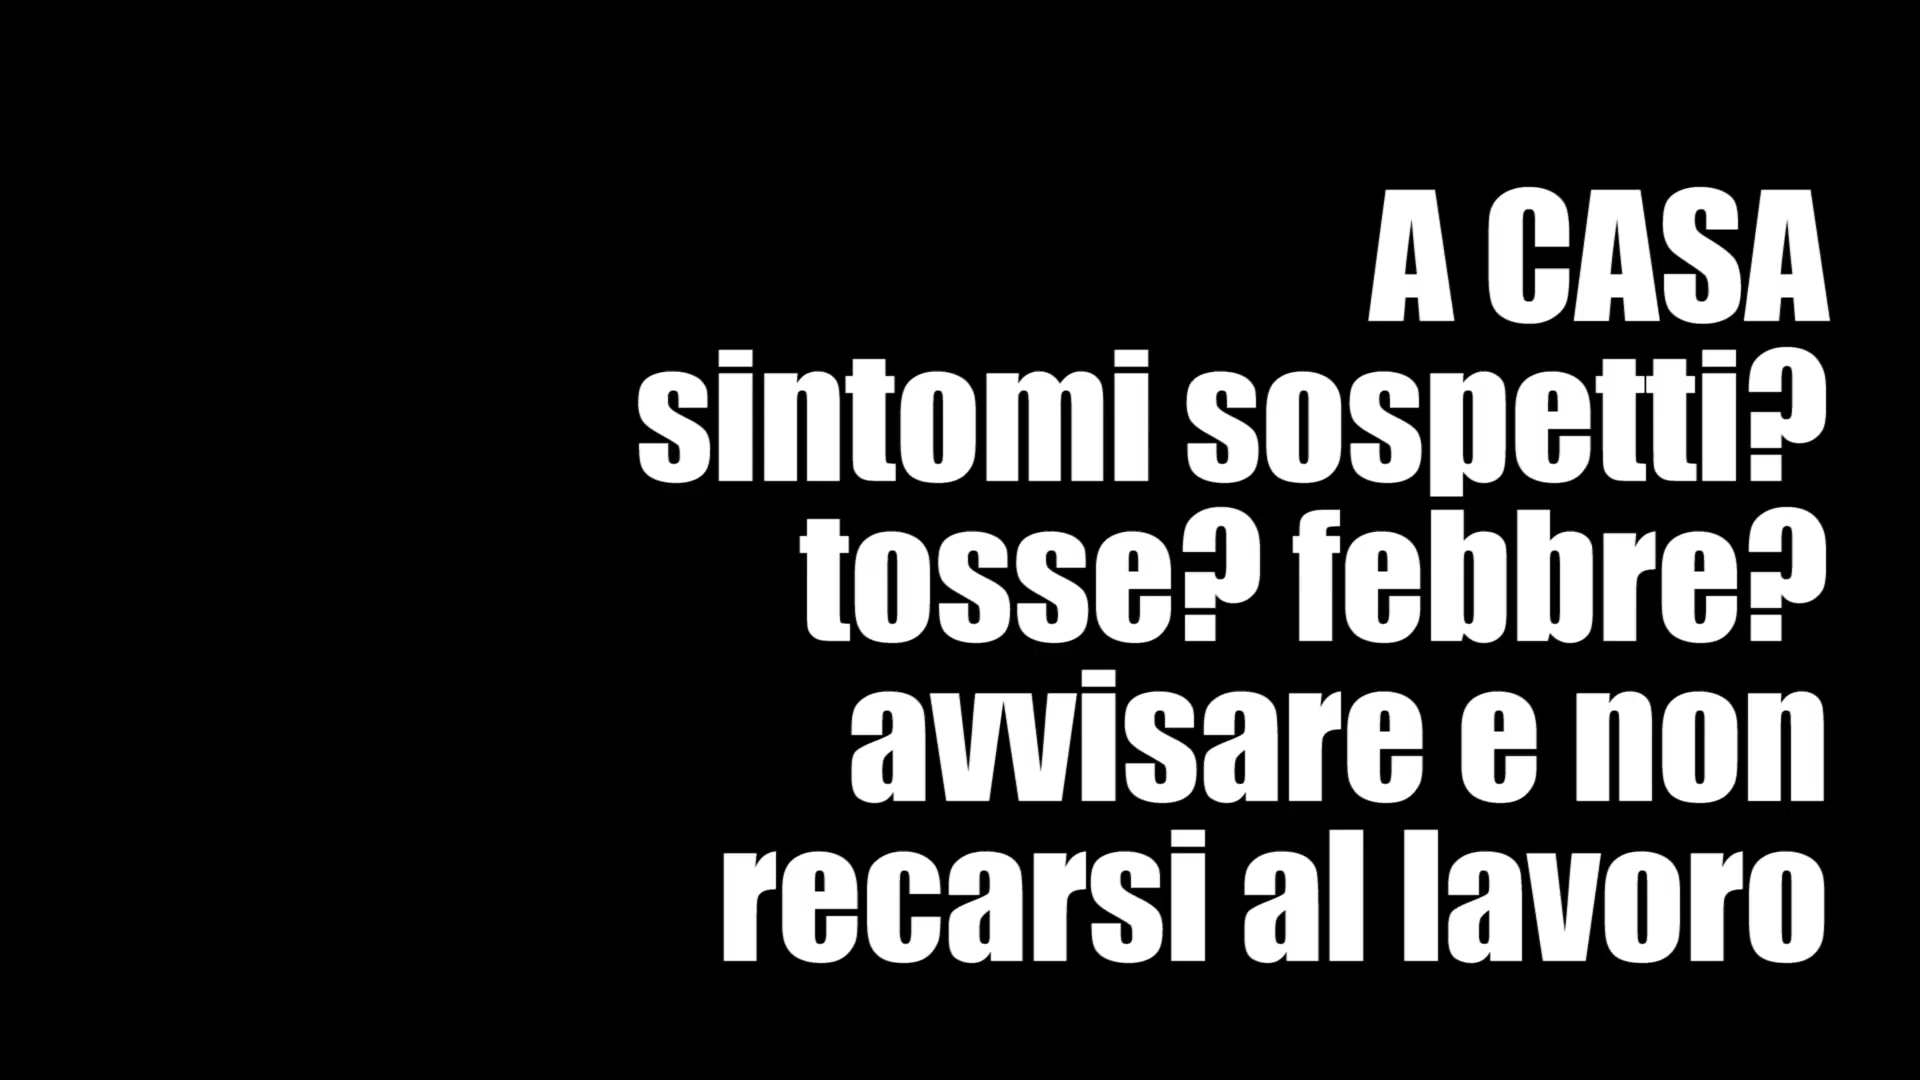 A CASA
sintomi sospetti?
tosse? febbre?
avvisare e non
recarsi al lavoro